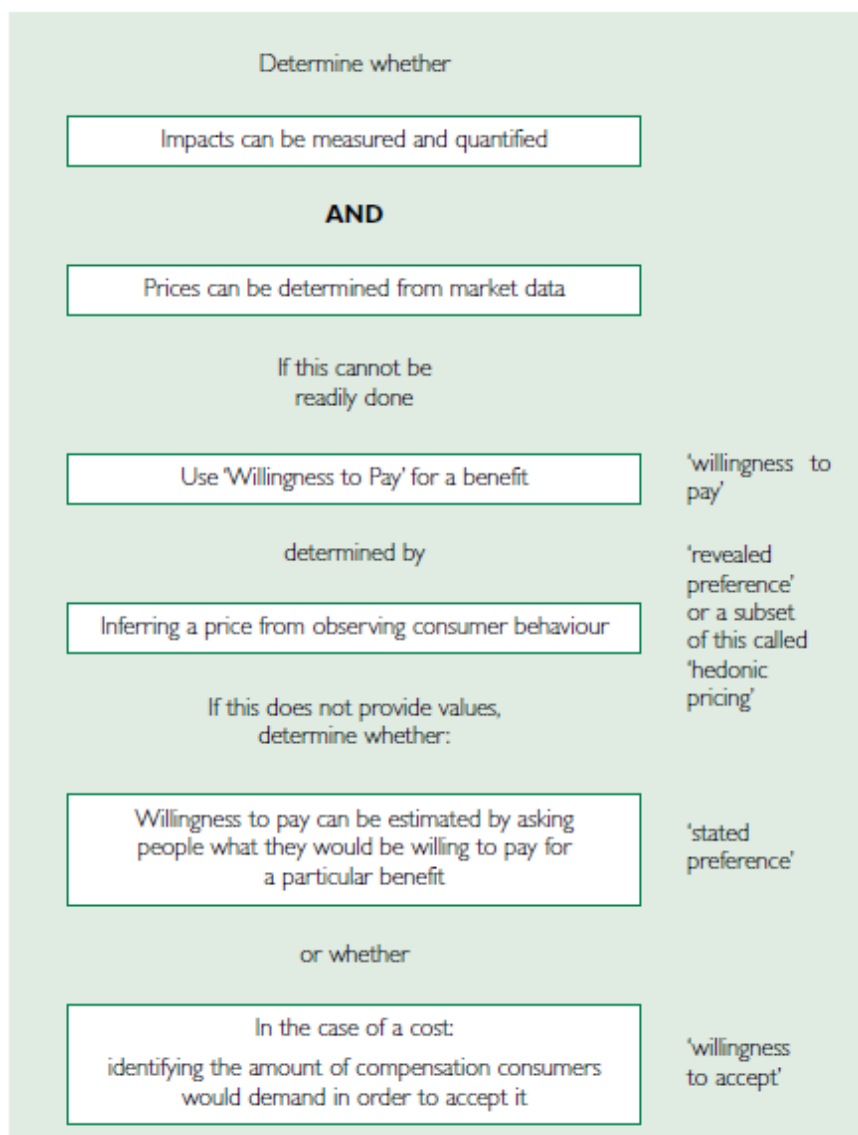 Determine whether
Impacts can be measured and quantified
AND
Prices can be determined from market data
If this cannot be
readily done
Use ‘Willingness to Pay’ for a benefit
‘willingness to
pay’
determined by
Inferring a price from observing consumer behaviour
‘revealed
preference’
or a subset
of this called
‘hedonic
pricing’
If this does not provide values,
determine whether:
Willingness to pay can be estimated by asking
people what they would be willing to pay for
a particular benefit
‘stated
preference’
or whether
In the case of a cost:
identifying the amount of compensation consumers
would demand in order to accept it
‘willingness
to accept’